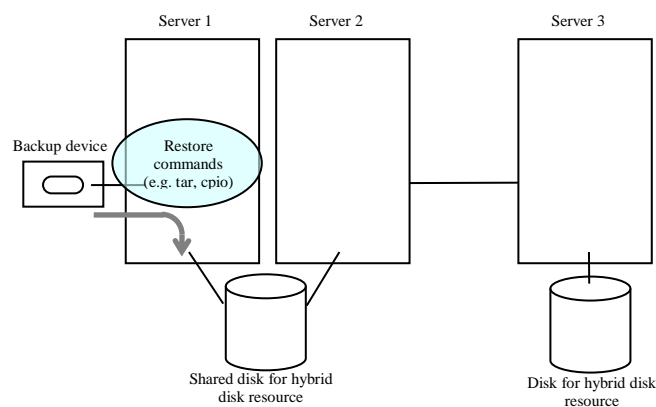 Server 1
Server 2
Server 3
Backup device
Restore
commands
(e.g. tar, cpio)
Shared disk for hybrid
disk resource
Disk for hybrid disk
resource